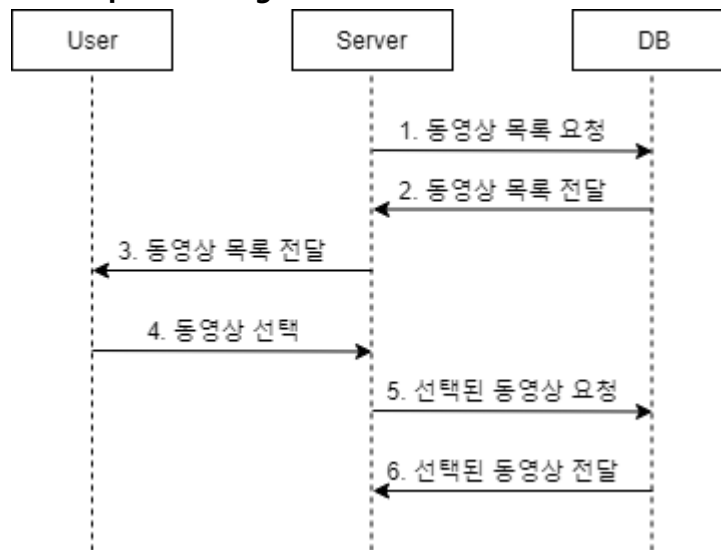 User
Server
DB
1. 동영상 목록 요청
2. 동영상 목록 전달
3. 동영상 목록 전달
4. 동영상 선택
5. 선택된 동영상 요청
6. 선택된 동영상 전달